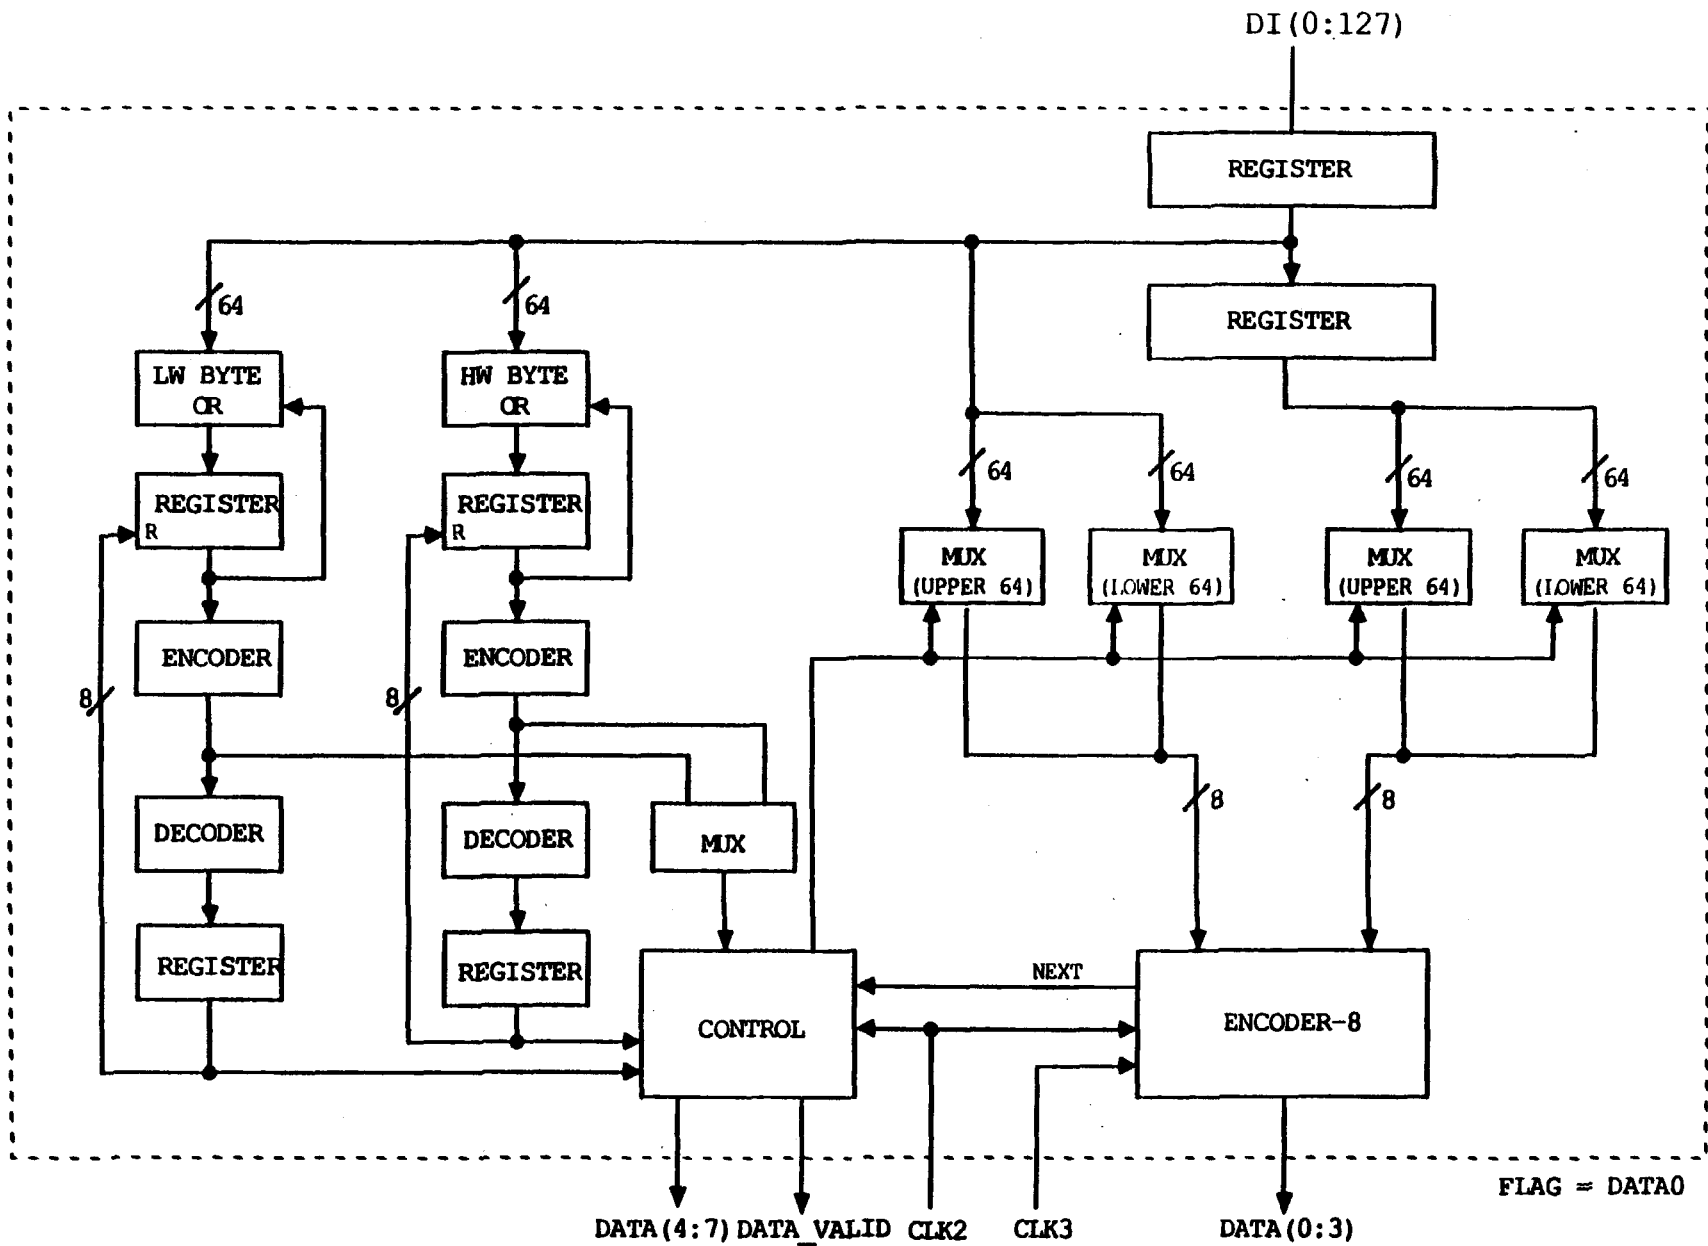 DI(0:127)
REGISTER
REGISTER
64
64
LW BYTE
OR
HW BYTE
OR
64
64
64
64
REGISTER
R
REGISTER
R
MUX
(UPPER 64)
MUX
(LOWER 64)
MUX
(UPPER 64)
MUX
(LOWER 64)
ENCODER
ENCODER
8
8
8
8
DECODER
DECODER
MUX
REGISTER
REGISTER
NEXT
CONTROL
ENCODER-8
FLAG = DATA0
DATA(4:7)
DATA_VALID
CLK2
CLK3
DATA(0:3)